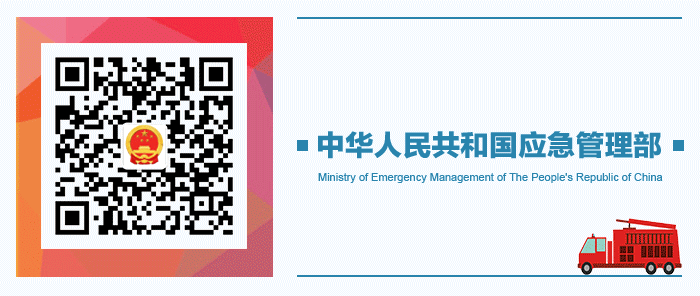 中华人民共和国应急管理部
Ministry of Emergency Management of The People's Republic of China